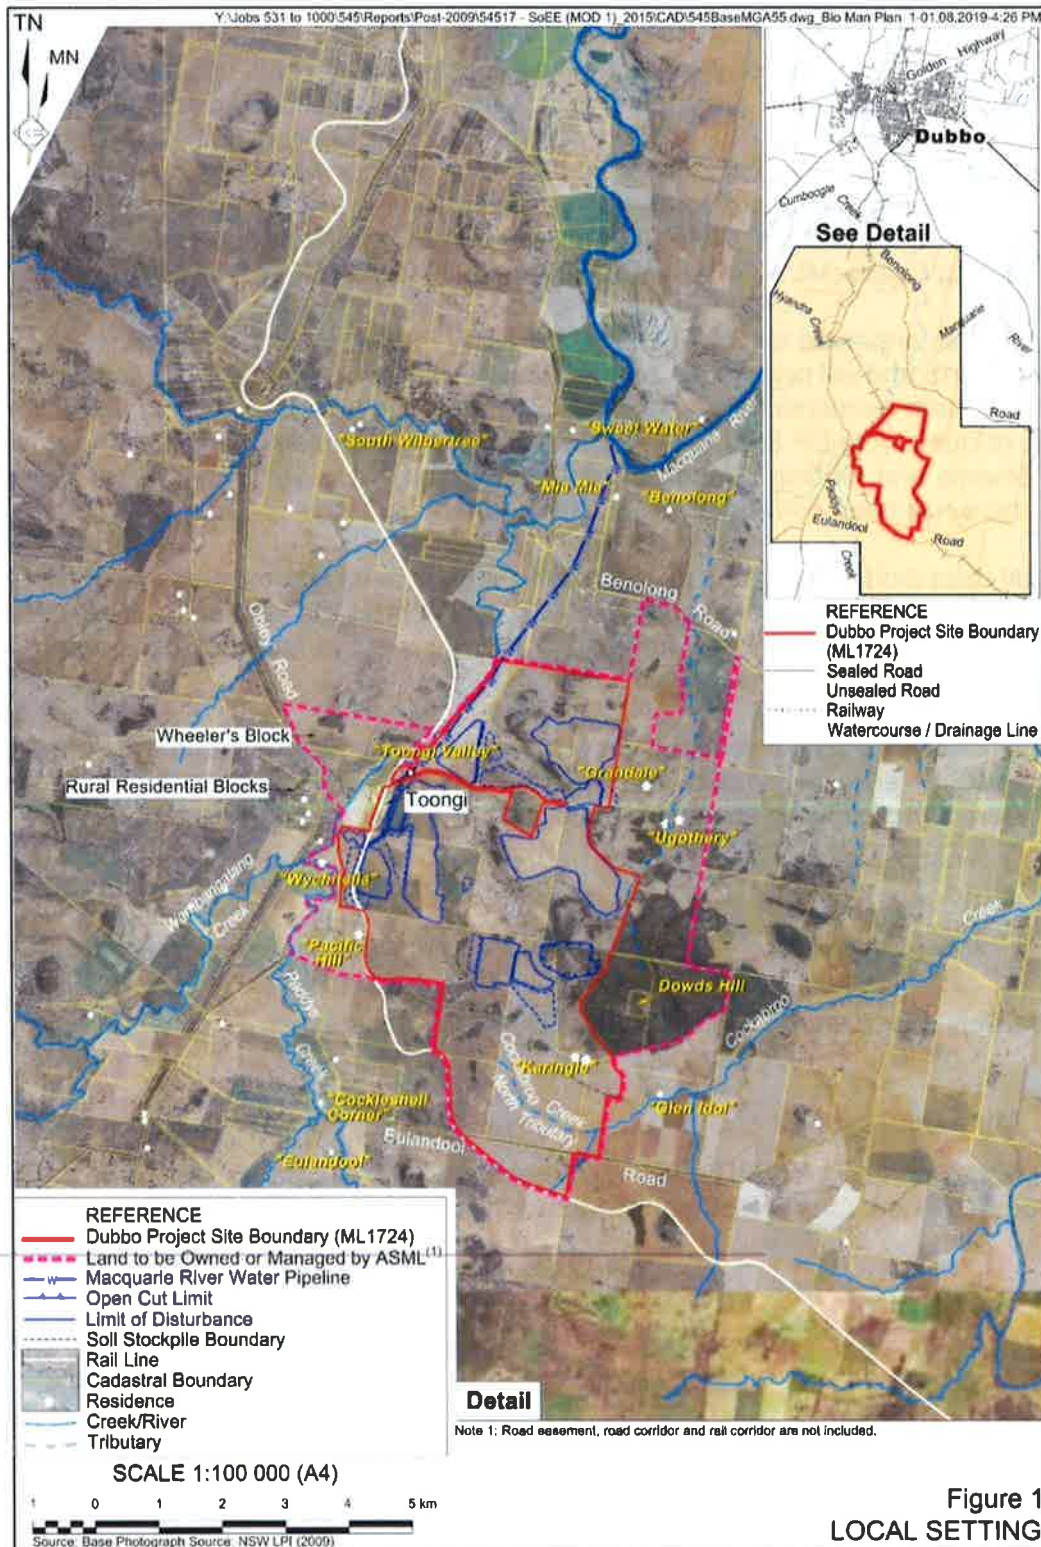 Y:\Jobs 531 to 1000\545\Reports\Post-2009\54517 - SoEE (MOD 1)_2015\CAD\545BaseMGA55.dwg_Bio Man Plan 1-01.08.2019-4:26 PM
TN
MN
Golden Highway
Dubbo
Cumboogle
Creek
See Detail
Benolong
Hyandra Creek
Macquarie
River
Road
Paddys
Eulandool
Road
Creek
REFERENCE
Dubbo Project Site Boundary
(ML1724)
Sealed Road
Unsealed Road
Railway
Watercourse / Drainage Line
"South Wilbertree"
"Sweet Water"
Macquarie River
"Mia Mia"
"Benolong"
Benolong
Road
Obley
Road
Wheeler's Block
"Toongi Valley"
"Grandale"
Rural Residential Blocks
Toongi
"Ugothery"
"Wychitella"
Wambangalang
Creek
Creek
"Pacific
Hill"
Dowds Hill
Paddys
Cockabroo
Creek
"Karingle"
Cockleshell
Creek
North Tributary
"Cockleshell
Corner"
"Glen Idol"
Eulandool
Road
"Eulandool"
REFERENCE
Dubbo Project Site Boundary (ML1724)
Land to be Owned or Managed by ASML(1)
W
Macquarie River Water Pipeline
Open Cut Limit
Limit of Disturbance
Soil Stockpile Boundary
Rail Line
Cadastral Boundary
Residence
Creek/River
Tributary
Detail
Note 1: Road easement, road corridor and rail corridor are not included.
SCALE 1:100 000 (A4)
1 0 1 2 3 4 5 km
Source: Base Photograph Source: NSW LPI (2009)
Figure 1
LOCAL SETTING